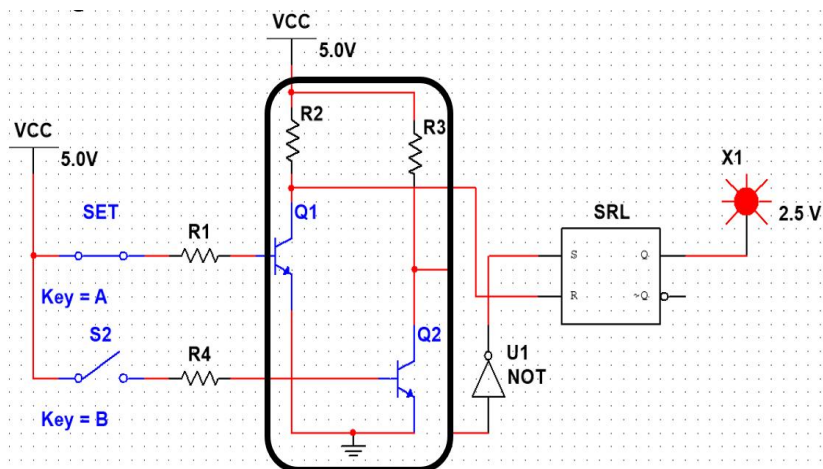 VCC
5.0V
R2
R3
VCC
5.0V
X1
2.5 V
SET
R1
Q1
SRL
S Q
R ~Q
Key = A
S2
R4
Q2
U1
NOT
Key = B